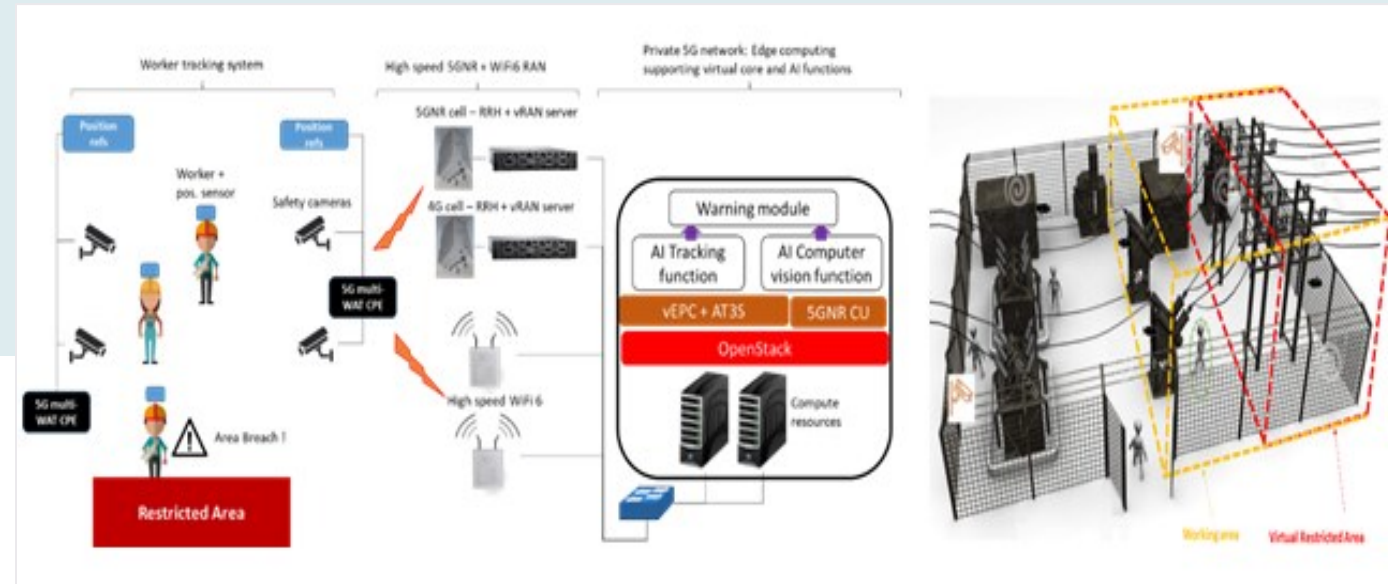 Worker tracking system
High speed 5GNR + WiFi6 RAN
Private 5G network: Edge computing
supporting virtual core and AI functions
Position
refs
Position
refs
Worker +
pos. sensor
Safety cameras
5G multi-
WAT CPE
5G multi-
WAT CPE
Area Breach !
Restricted Area
5GNR cell – RRH + vRAN server
4G cell – RRH + vRAN server
High speed WiFi 6
Warning module
AI Tracking
function
AI Computer
vision function
vEPC + AT3S
5GNR CU
OpenStack
Compute
resources
Working area
Virtual Restricted Area